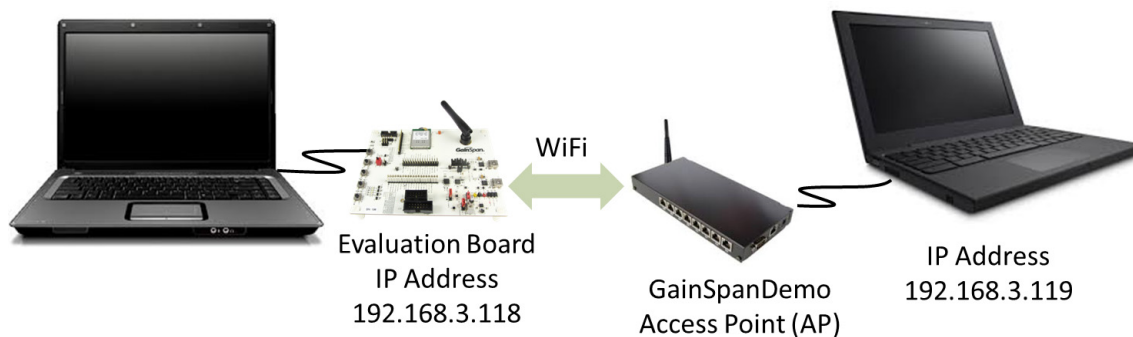 GainSpan
WiFi
Evaluation Board
IP Address
192.168.3.118
GainSpanDemo
Access Point (AP)
IP Address
192.168.3.119